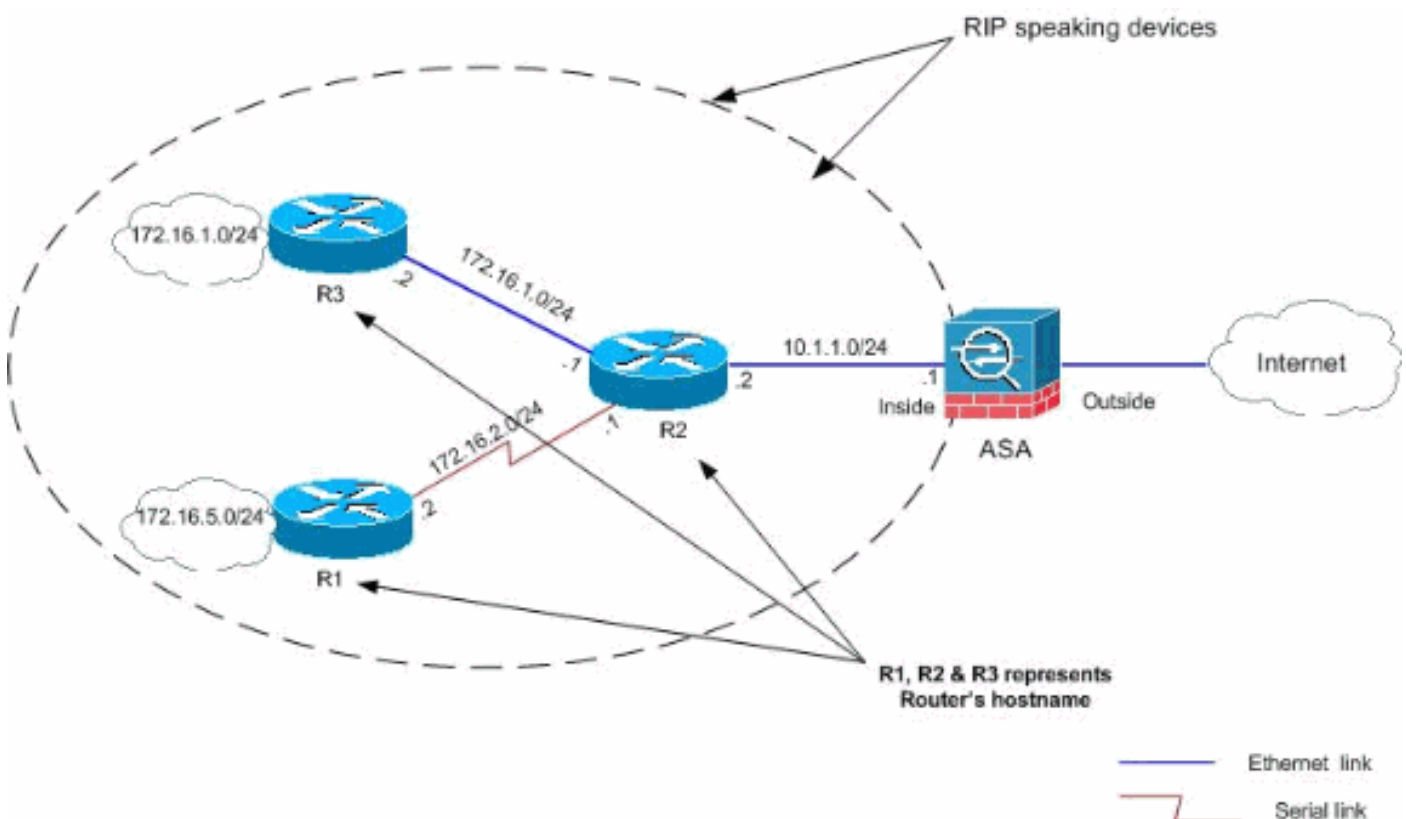 RIP speaking devices
172.16.1.0/24
R3
.2
172.16.1.0/24
.1
10.1.1.0/24
.2
.1
Inside
Outside
Internet
ASA
R2
.1
172.16.2.0/24
.2
172.16.5.0/24
R1
R1, R2 & R3 represents
Router's hostname
Ethernet link
Serial link